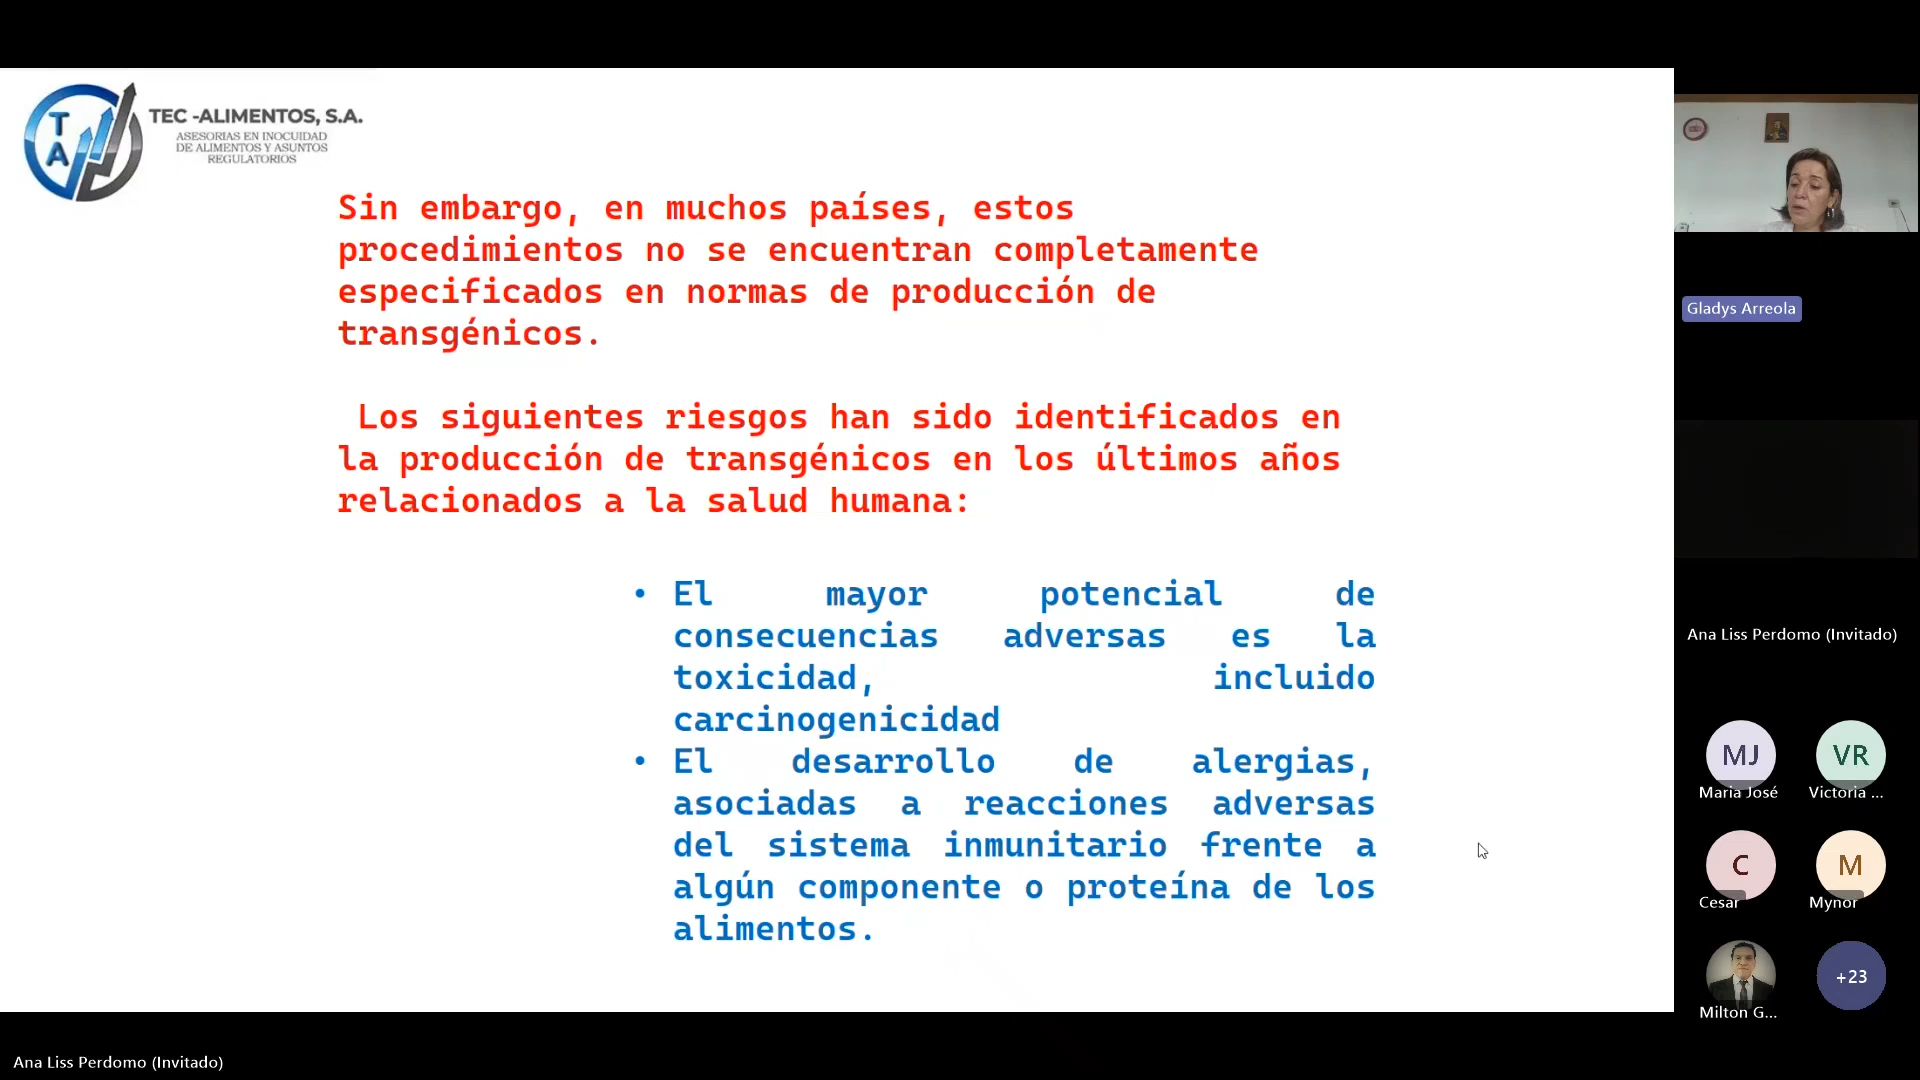 TEC -ALIMENTOS, S.A.
ASESORIAS EN INOCUIDAD
DE ALIMENTOS Y ASUNTOS
REGULATORIOS
T
A
Sin embargo, en muchos países, estos
procedimientos no se encuentran completamente
especificados en normas de producción de
transgénicos.
Los siguientes riesgos han sido identificados en
la producción de transgénicos en los últimos años
relacionados a la salud humana:
• El mayor potencial de
consecuencias adversas es la
toxicidad, incluido
carcinogenicidad
• El desarrollo de alergias,
asociadas a reacciones adversas
del sistema inmunitario frente a
algún componente o proteína de los
alimentos.
Gladys Arreola
Ana Liss Perdomo (Invitado)
MJ
VR
Maria José
Victoria ...
C
M
Cesar
Mynor
+23
Milton G...
Ana Liss Perdomo (Invitado)